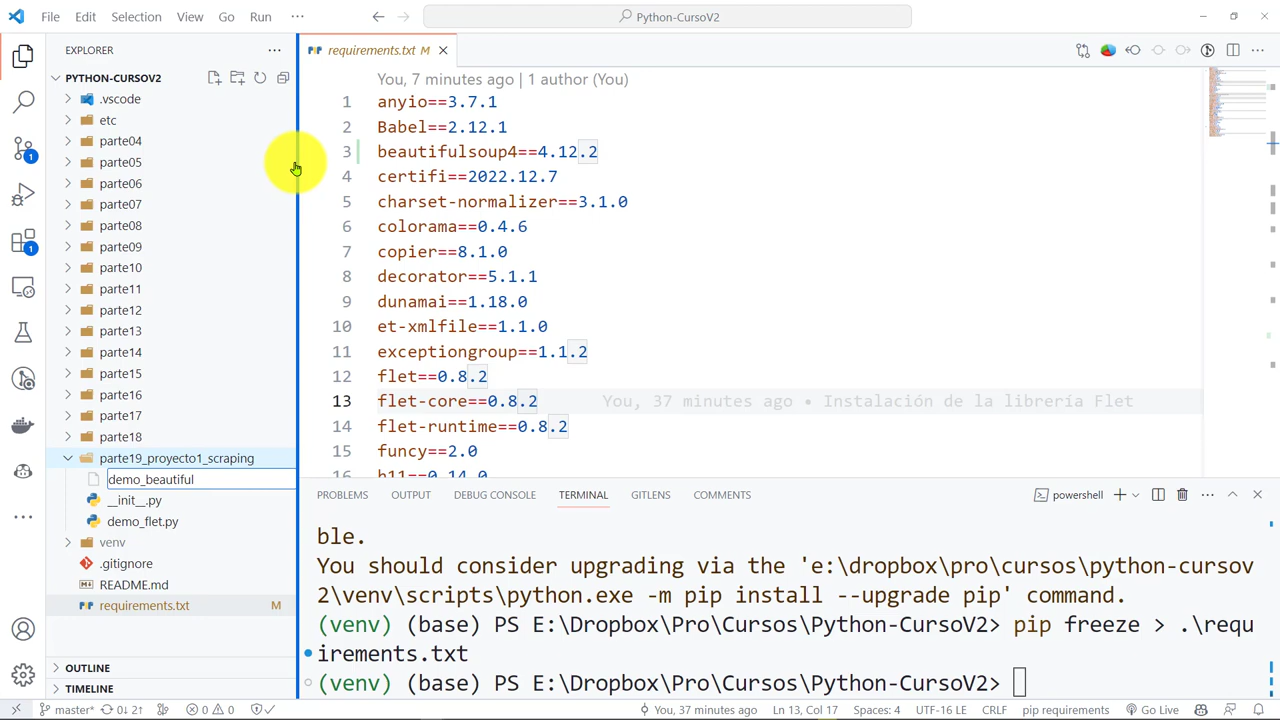 File Edit Selection View Go Run ··· Python-CursoV2
EXPLORER
PYTHON-CURSOV2
.vscode
etc
parte04
parte05
parte06
parte07
parte08
parte09
parte10
parte11
parte12
parte13
parte14
parte15
parte16
parte17
parte18
parte19_proyecto1_scraping
demo_beautiful
__init__.py
demo_flet.py
venv
.gitignore
README.md
requirements.txt M
OUTLINE
TIMELINE
1
1
requirements.txt M
You, 7 minutes ago | 1 author (You)
1 anyio==3.7.1
2 Babel==2.12.1
3 beautifulsoup4==4.12.2
4 certifi==2022.12.7
5 charset-normalizer==3.1.0
6 colorama==0.4.6
7 copier==8.1.0
8 decorator==5.1.1
9 dunamai==1.18.0
10 et-xmlfile==1.1.0
11 exceptiongroup==1.1.2
12 flet==0.8.2
13 flet-core==0.8.2 You, 37 minutes ago • Instalación de la librería Flet
14 flet-runtime==0.8.2
15 funcy==2.0
16 h11==0.14.0
PROBLEMS OUTPUT DEBUG CONSOLE TERMINAL GITLENS COMMENTS powershell
ble.
You should consider upgrading via the 'e:\dropbox\pro\cursos\python-cursov
2\venv\scripts\python.exe -m pip install --upgrade pip' command.
(venv) (base) PS E:\Dropbox\Pro\Cursos\Python-CursoV2> pip freeze > .\requ
irements.txt
(venv) (base) PS E:\Dropbox\Pro\Cursos\Python-CursoV2>
master* 0↓ 2↑ 0 0 You, 37 minutes ago Ln 13, Col 17 Spaces: 4 UTF-16 LE CRLF pip requirements Go Live